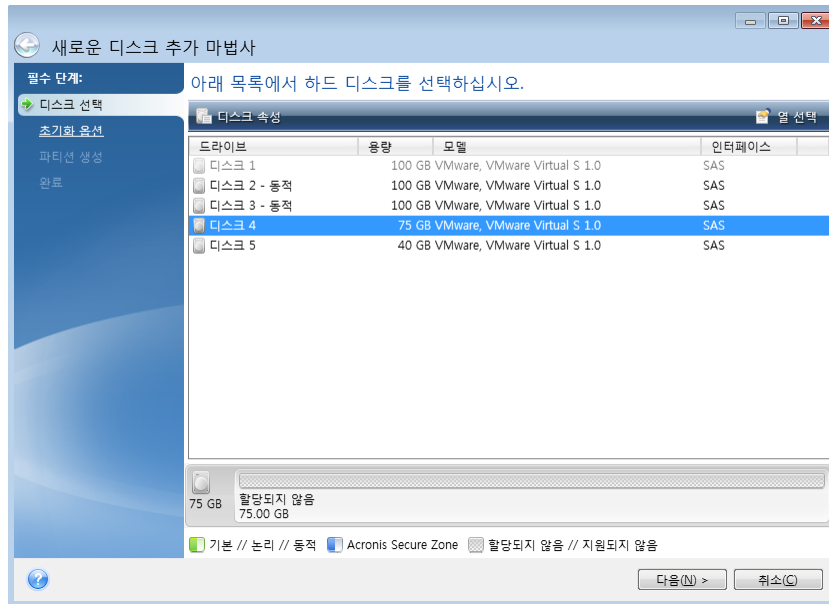 새로운 디스크 추가 마법사
필수 단계:
디스크 선택
초기화 옵션
파티션 생성
완료
아래 목록에서 하드 디스크를 선택하십시오.
디스크 속성 열 선택
드라이브 용량 모델 인터페이스
디스크 1 100 GB VMware, VMware Virtual S 1.0 SAS
디스크 2 - 동적 100 GB VMware, VMware Virtual S 1.0 SAS
디스크 3 - 동적 100 GB VMware, VMware Virtual S 1.0 SAS
디스크 4 75 GB VMware, VMware Virtual S 1.0 SAS
디스크 5 40 GB VMware, VMware Virtual S 1.0 SAS
75 GB
할당되지 않음
75.00 GB
기본 // 논리 // 동적 Acronis Secure Zone 할당되지 않음 // 지원되지 않음
다음(N) > 취소(C)